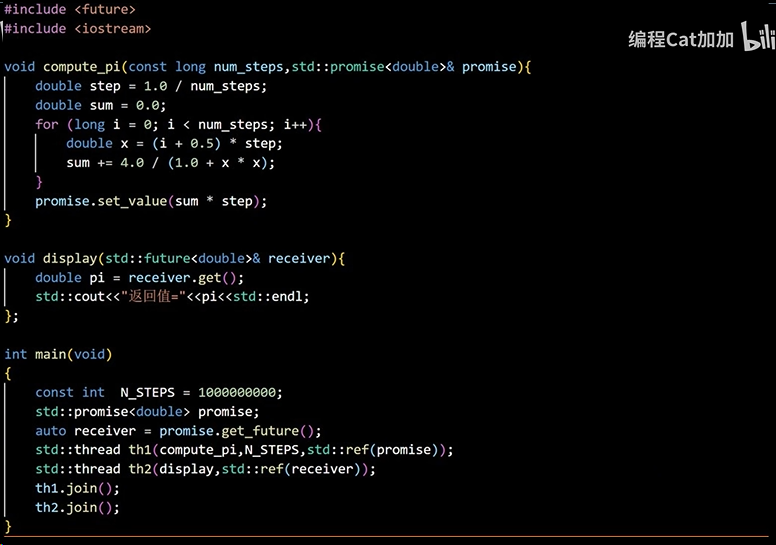 #include <future>
#include <iostream>
编程Cat加加 bili
void compute_pi(const long num_steps,std::promise<double>& promise){
    double step = 1.0 / num_steps;
    double sum = 0.0;
    for (long i = 0; i < num_steps; i++){
        double x = (i + 0.5) * step;
        sum += 4.0 / (1.0 + x * x);
    }
    promise.set_value(sum * step);
}
void display(std::future<double>& receiver){
    double pi = receiver.get();
    std::cout<<"返回值="<<pi<<std::endl;
};
int main(void)
{
    const int  N_STEPS = 1000000000;
    std::promise<double> promise;
    auto receiver = promise.get_future();
    std::thread th1(compute_pi,N_STEPS,std::ref(promise));
    std::thread th2(display,std::ref(receiver));
    th1.join();
    th2.join();
}